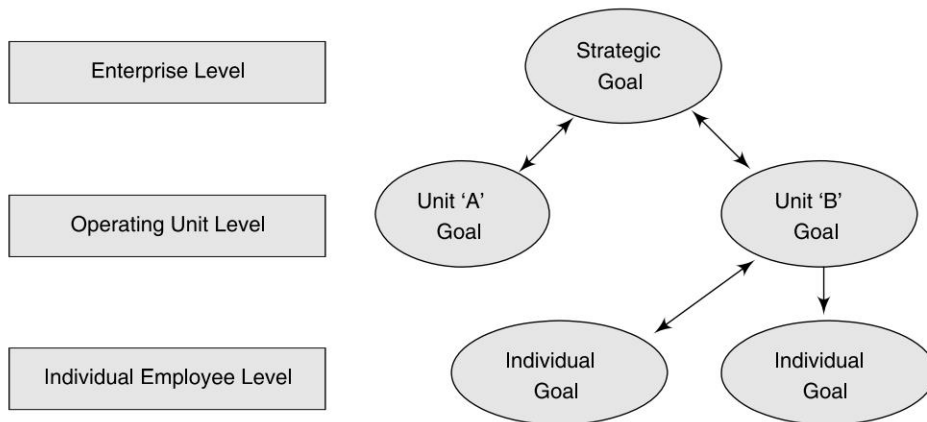 Enterprise Level
Strategic
Goal
Operating Unit Level
Unit ‘A’
Goal
Unit ‘B’
Goal
Individual Employee Level
Individual
Goal
Individual
Goal